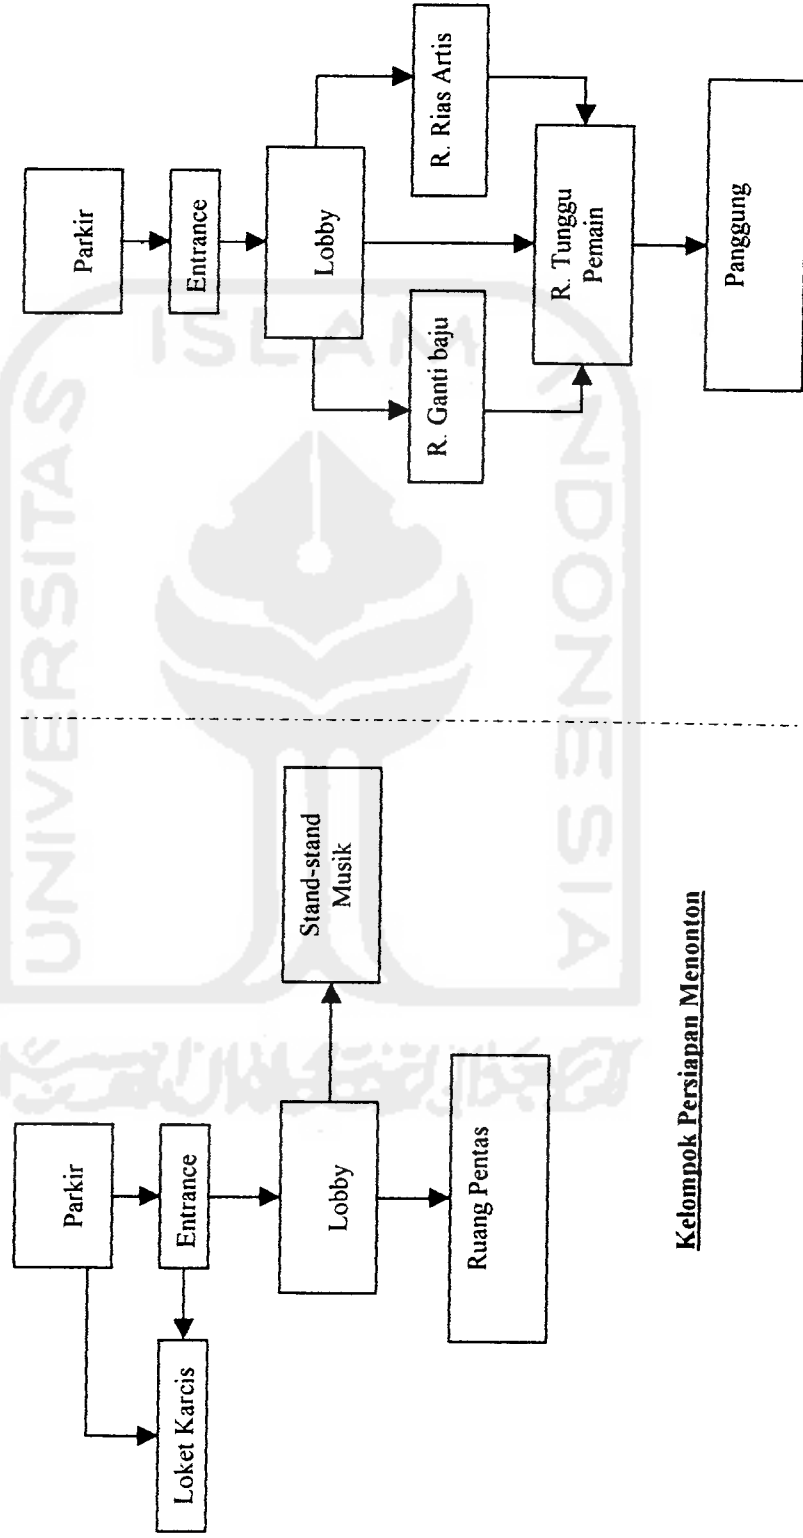 Parkir
Entrance
Loket Karcis
Lobby
Stand-stand
Musik
Ruang Pentas
Kelompok Persiapan Menonton
Parkir
Entrance
Lobby
R. Ganti baju
R. Rias Artis
R. Tunggu
Pemain
Panggung
UNIVERSITAS
ISLAM
INDONESIA